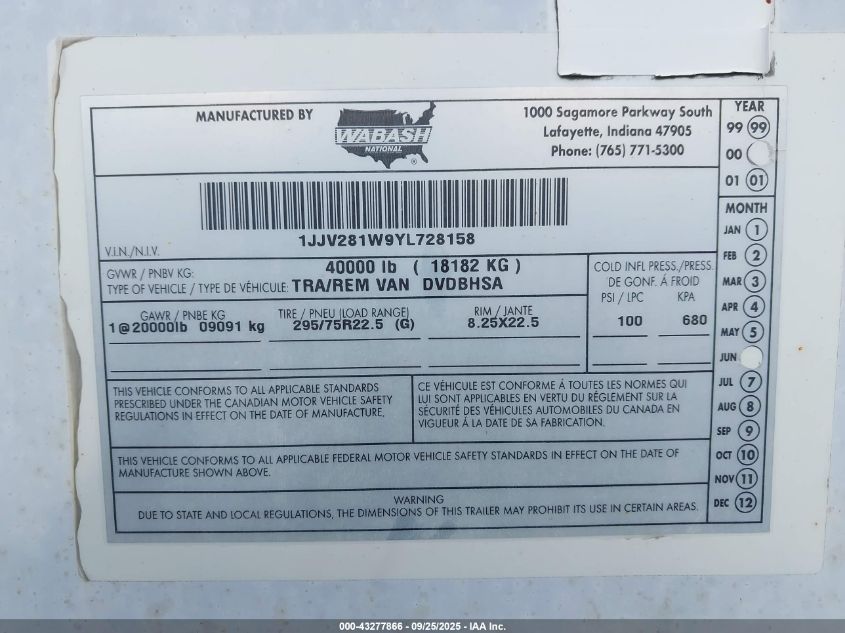 MANUFACTURED BY
WABASH
NATIONAL
®
1000 Sagamore Parkway South
Lafayette, Indiana 47905
Phone: (765) 771-5300
YEAR
99 99
00
01 01
MONTH
JAN 1
FEB 2
MAR 3
APR 4
MAY 5
JUN
JUL 7
AUG 8
SEP 9
OCT 10
NOV 11
DEC 12
1JJV281W9YL728158
V.I.N./N.I.V.
GVWR / PNBV KG: 40000 lb ( 18182 KG )
TYPE OF VEHICLE / TYPE DE VÉHICULE: TRA/REM VAN DVDBHSA
COLD INFL PRESS./PRESS.
DE GONF. Á FROID
PSI / LPC KPA
100 680
GAWR / PNBE KG TIRE / PNEU (LOAD RANGE) RIM / JANTE
1@20000lb 09091 kg 295/75R22.5 (G) 8.25X22.5
THIS VEHICLE CONFORMS TO ALL APPLICABLE STANDARDS
PRESCRIBED UNDER THE CANADIAN MOTOR VEHICLE SAFETY
REGULATIONS IN EFFECT ON THE DATE OF MANUFACTURE.
CE VÉHICULE EST CONFORME Á TOUTES LES NORMES QUI
LUI SONT APPLICABLES EN VERTU DU RÉGLEMENT SUR LA
SÉCURITÉ DES VÉHICULES AUTOMOBILES DU CANADA EN
VIGUEUR Á LA DATE DE SA FABRICATION.
THIS VEHICLE CONFORMS TO ALL APPLICABLE FEDERAL MOTOR VEHICLE SAFETY STANDARDS IN EFFECT ON THE DATE OF
MANUFACTURE SHOWN ABOVE.
WARNING
DUE TO STATE AND LOCAL REGULATIONS, THE DIMENSIONS OF THIS TRAILER MAY PROHIBIT ITS USE IN CERTAIN AREAS.
000-43277866 - 09/25/2025 - IAA Inc.